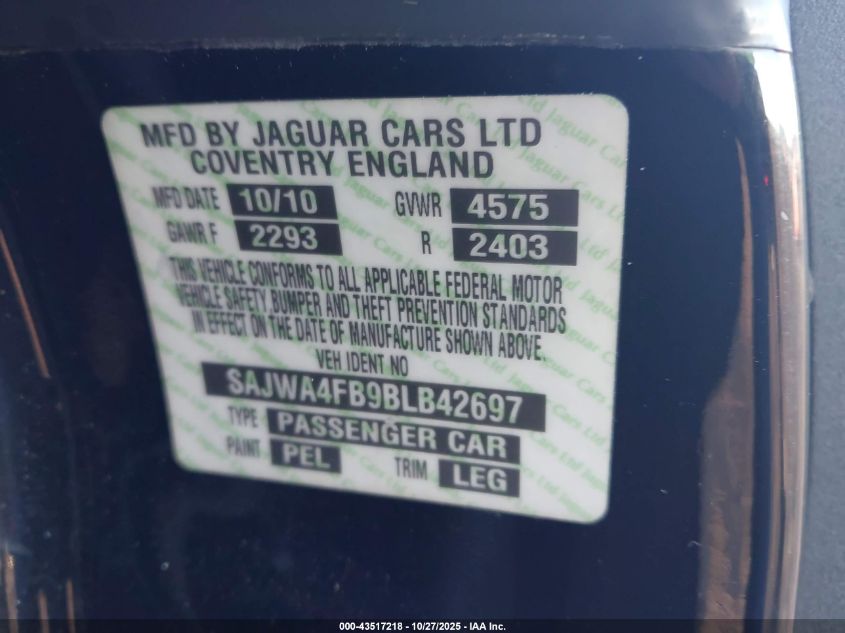 MFD BY JAGUAR CARS LTD
COVENTRY ENGLAND
MFD DATE 10/10 GVWR 4575
GAWR F 2293 R 2403
THIS VEHICLE CONFORMS TO ALL APPLICABLE FEDERAL MOTOR
VEHICLE SAFETY,BUMPER AND THEFT PREVENTION STANDARDS
IN EFFECT ON THE DATE OF MANUFACTURE SHOWN ABOVE.
VEH IDENT NO
SAJWA4FB9BLB42697
TYPE PASSENGER CAR
PAINT PEL TRIM LEG
000-43517218 - 10/27/2025 - IAA Inc.